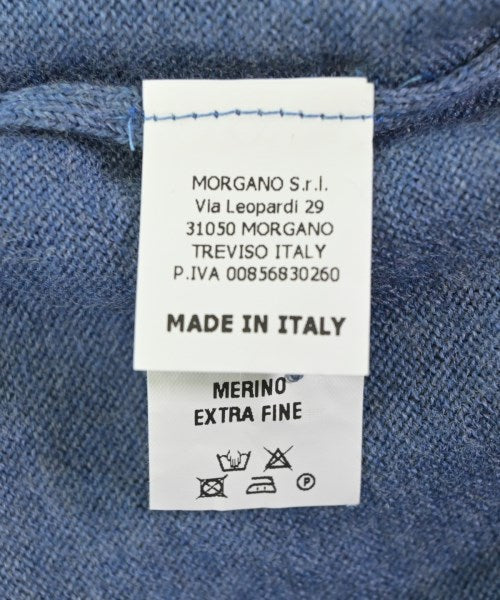 MORGANO S.r.l.
Via Leopardi 29
31050 MORGANO
TREVISO ITALY
P.IVA 00856830260
MADE IN ITALY
MERINO
EXTRA FINE
P